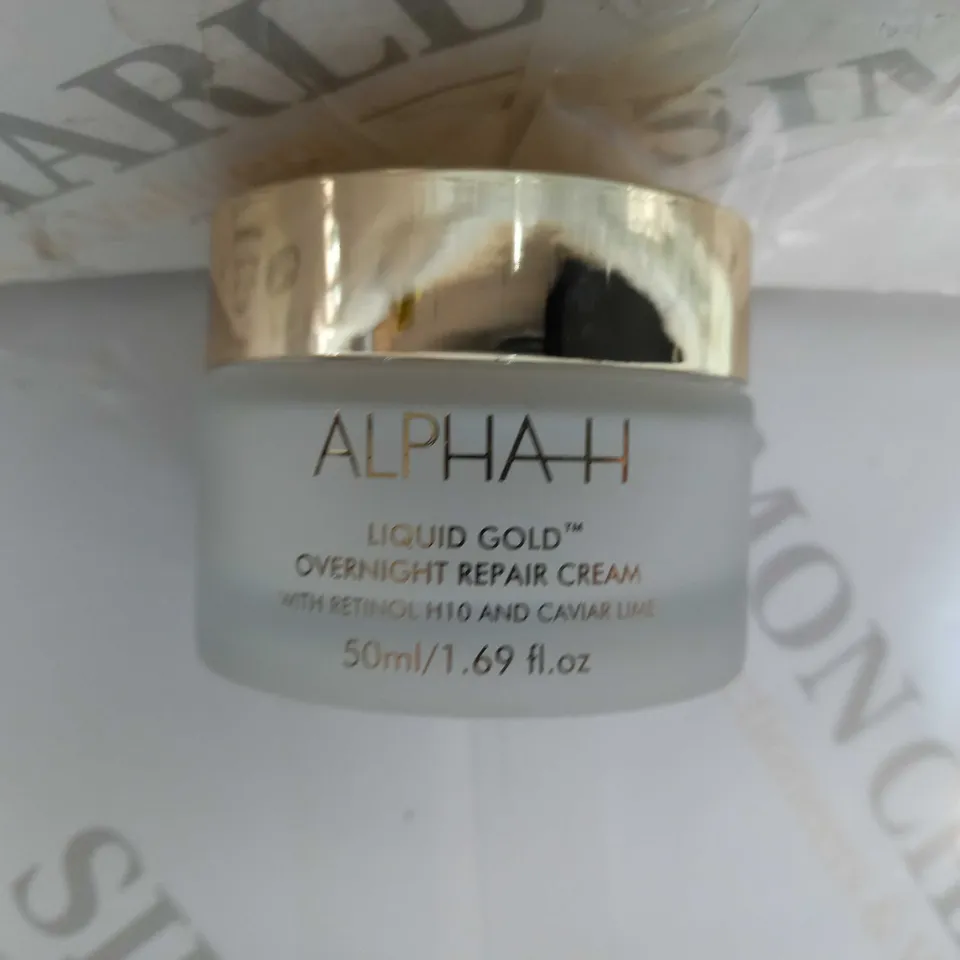 ALPHA-H
LIQUID GOLD™
OVERNIGHT REPAIR CREAM
WITH RETINOL H10 AND CAVIAR LIME
50ml/1.69 fl.oz